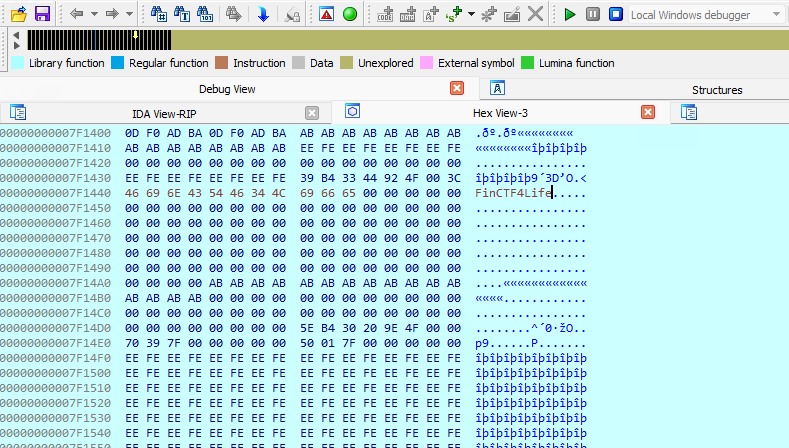 Local Windows debugger
Library function Regular function Instruction Data Unexplored External symbol Lumina function
Debug View Structures
IDA View-RIP Hex View-3
00000000007F1400 0D F0 AD BA 0D F0 AD BA AB AB AB AB AB AB AB AB .ðº.ðº«««««««««
00000000007F1410 AB AB AB AB AB AB AB AB EE FE EE FE EE FE EE FE ««««««««îþîþîþîþ
00000000007F1420 00 00 00 00 00 00 00 00 00 00 00 00 00 00 00 00 ................
00000000007F1430 EE FE EE FE EE FE EE FE 39 B4 33 44 92 4F 00 3C îþîþîþîþ9´3D’O.<
00000000007F1440 46 69 6E 43 54 46 34 4C 69 66 65 00 00 00 00 00 FinCTF4Life.....
00000000007F1450 00 00 00 00 00 00 00 00 00 00 00 00 00 00 00 00 ................
00000000007F1460 00 00 00 00 00 00 00 00 00 00 00 00 00 00 00 00 ................
00000000007F1470 00 00 00 00 00 00 00 00 00 00 00 00 00 00 00 00 ................
00000000007F1480 00 00 00 00 00 00 00 00 00 00 00 00 00 00 00 00 ................
00000000007F1490 00 00 00 00 00 00 00 00 00 00 00 00 00 00 00 00 ................
00000000007F14A0 00 00 00 00 AB AB AB AB AB AB AB AB AB AB AB AB ....««««««««««««
00000000007F14B0 AB AB AB AB 00 00 00 00 00 00 00 00 00 00 00 00 ««««............
00000000007F14C0 00 00 00 00 00 00 00 00 00 00 00 00 00 00 00 00 ................
00000000007F14D0 00 00 00 00 00 00 00 00 5E B4 30 20 9E 4F 00 00 ........^´0·žO..
00000000007F14E0 70 39 7F 00 00 00 00 00 50 01 7F 00 00 00 00 00 p9......P.......
00000000007F14F0 EE FE EE FE EE FE EE FE EE FE EE FE EE FE EE FE îþîþîþîþîþîþîþîþ
00000000007F1500 EE FE EE FE EE FE EE FE EE FE EE FE EE FE EE FE îþîþîþîþîþîþîþîþ
00000000007F1510 EE FE EE FE EE FE EE FE EE FE EE FE EE FE EE FE îþîþîþîþîþîþîþîþ
00000000007F1520 EE FE EE FE EE FE EE FE EE FE EE FE EE FE EE FE îþîþîþîþîþîþîþîþ
00000000007F1530 EE FE EE FE EE FE EE FE EE FE EE FE EE FE EE FE îþîþîþîþîþîþîþîþ
00000000007F1540 EE FE EE FE EE FE EE FE EE FE EE FE EE FE EE FE îþîþîþîþîþîþîþîþ